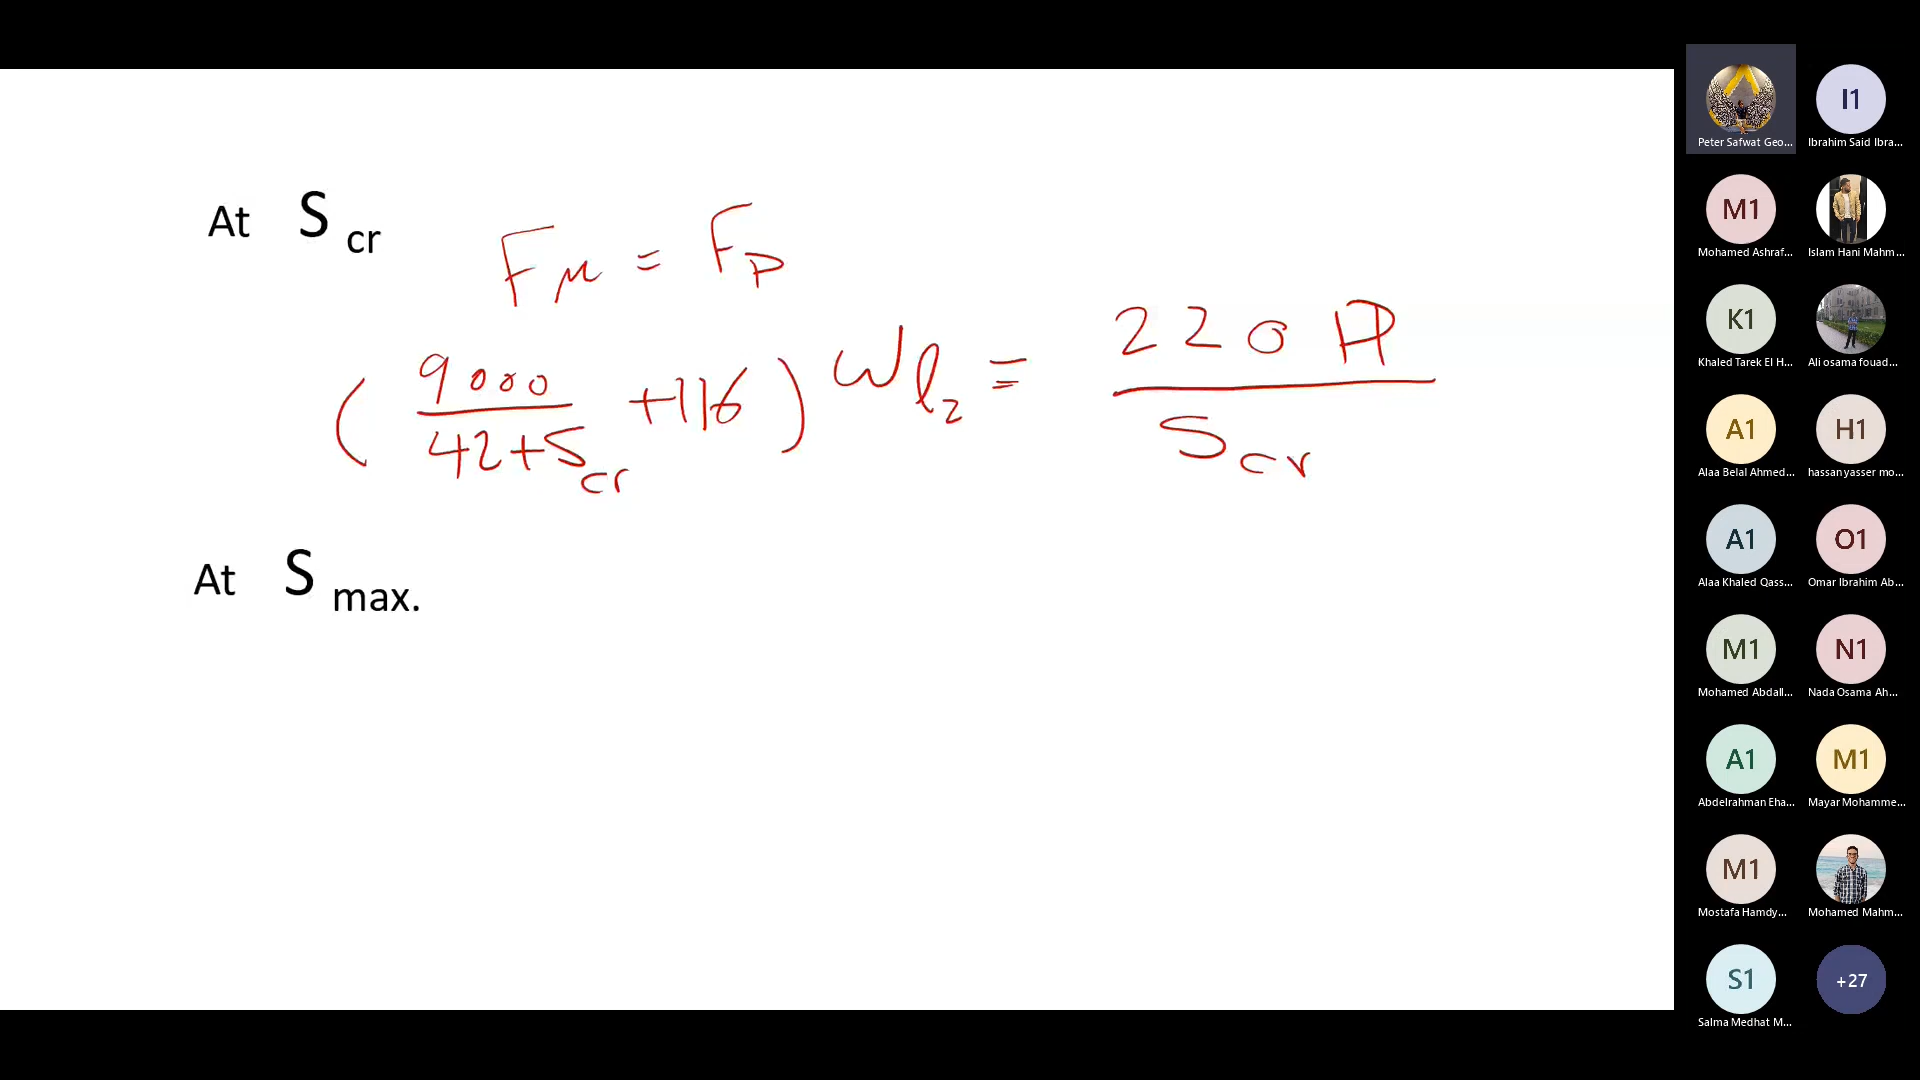 At S cr
Fμ = Fp
( 9000 / 42+Scr +116 ) Wl2 = 220 IP / Scr
At S max.
Peter Safwat Geo...
I1
Ibrahim Said Ibra...
M1
Mohamed Ashraf...
Islam Hani Mahm...
K1
Khaled Tarek El H...
Ali osama fouad...
A1
Alaa Belal Ahmed...
H1
hassan yasser mo...
A1
Alaa Khaled Qass...
O1
Omar Ibrahim Ab...
M1
Mohamed Abdall...
N1
Nada Osama Ah...
A1
Abdelrahman Eha...
M1
Mayar Mohamme...
M1
Mostafa Hamdy...
Mohamed Mahm...
S1
Salma Medhat M...
+27